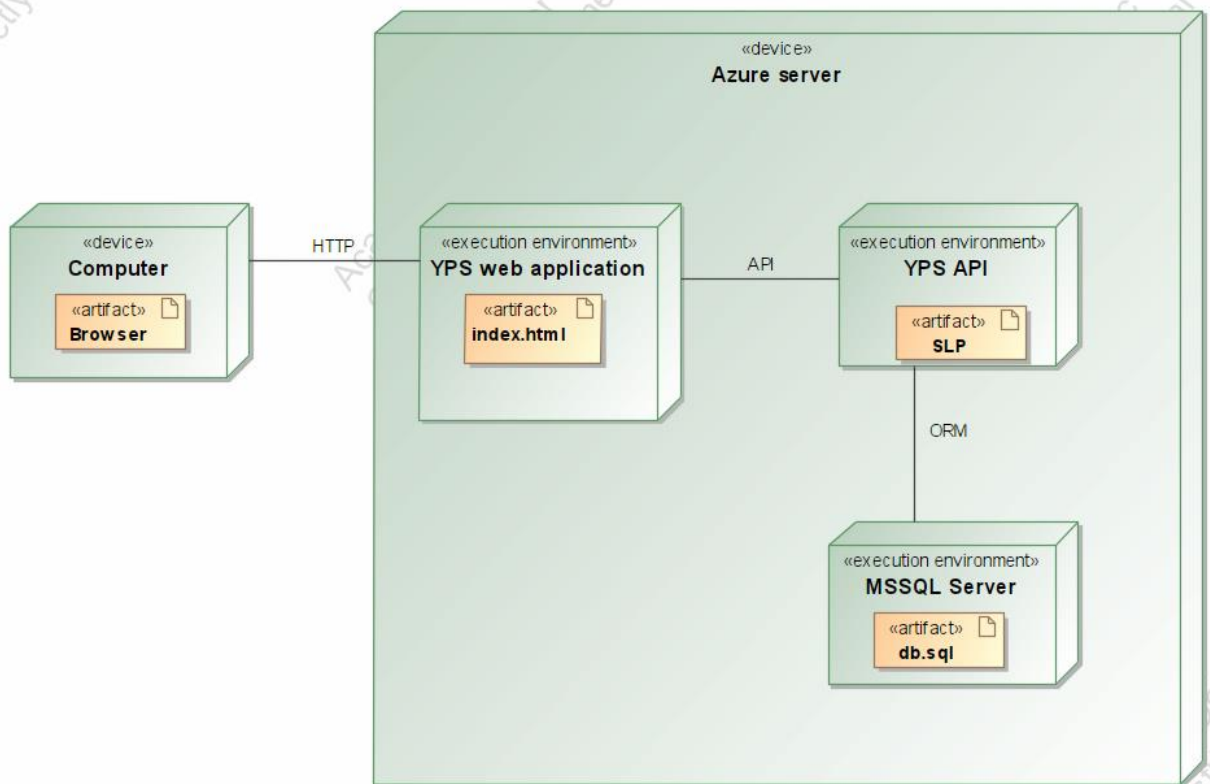 «device»
Azure server
«device»
Computer
«artifact»
Browser
HTTP
«execution environment»
YPS web application
«artifact»
index.html
API
«execution environment»
YPS API
«artifact»
SLP
ORM
«execution environment»
MSSQL Server
«artifact»
db.sql